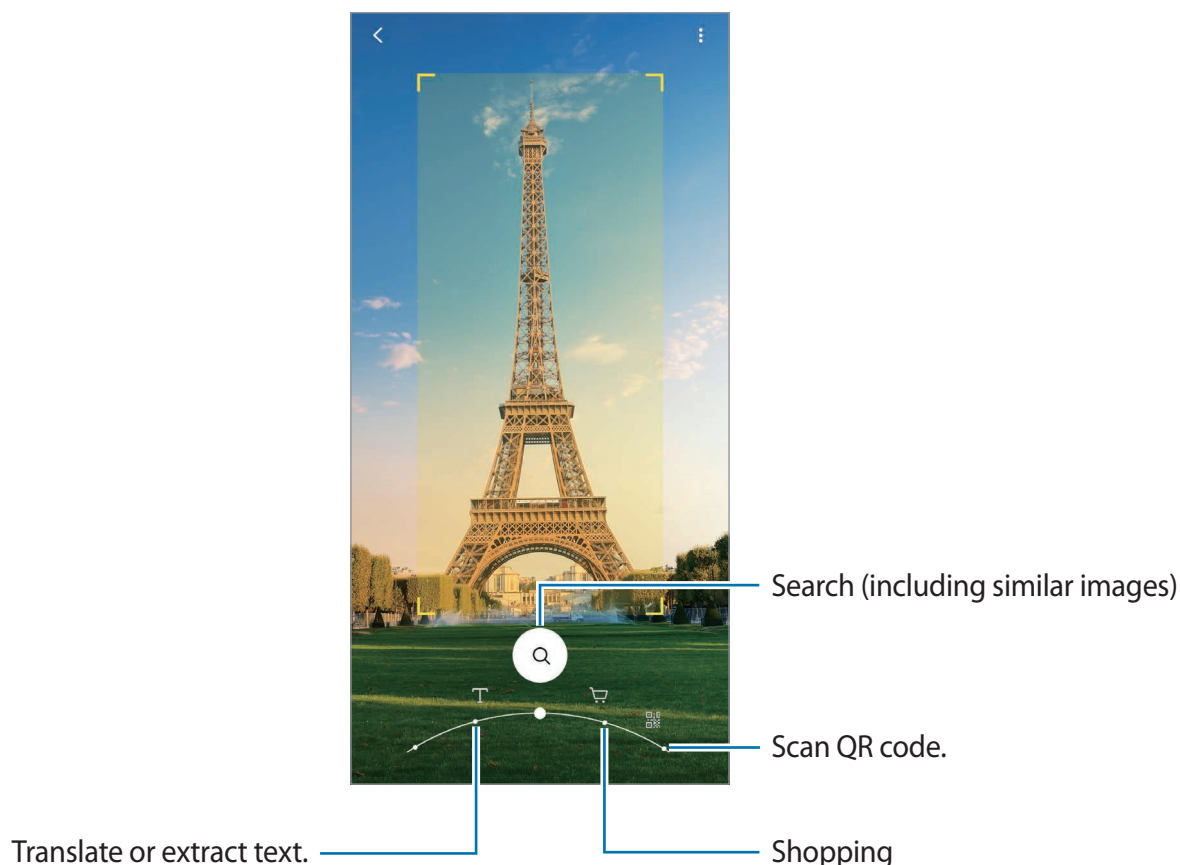 Search (including similar images)
T
Scan QR code.
Translate or extract text.
Shopping